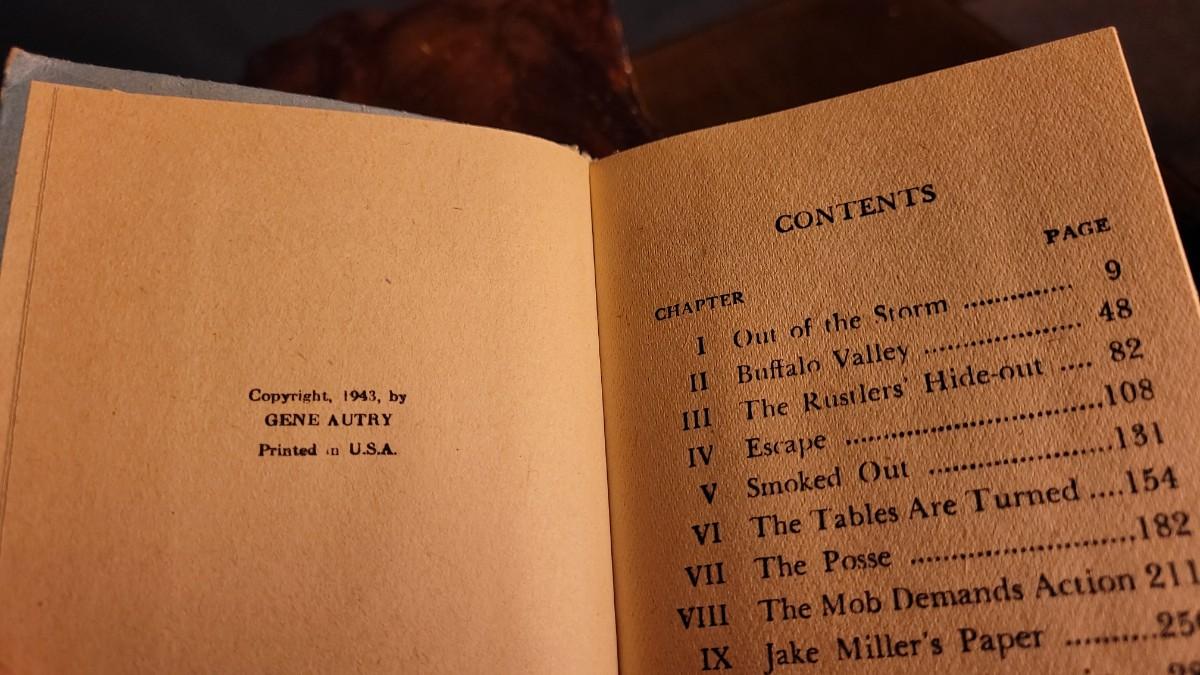 Copyright, 1943, by
GENE AUTRY
Printed in U.S.A.
CONTENTS
CHAPTER PAGE
I Out of the Storm ............... 9
II Buffalo Valley .................... 48
III The Rustlers' Hide-out .... 82
IV Escape ................................108
V Smoked Out ......................131
VI The Tables Are Turned ....154
VII The Posse ..........................182
VIII The Mob Demands Action 211
IX Jake Miller's Paper ..........